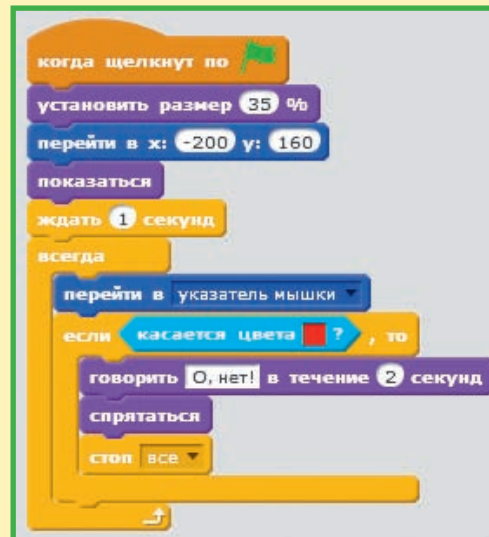 когда щелкнут по
установить размер 35 %
перейти в x: -200 y: 160
показаться
ждать 1 секунд
всегда
перейти в указатель мышки
если касается цвета ? , то
говорить О, нет! в течение 2 секунд
спрятаться
стоп все